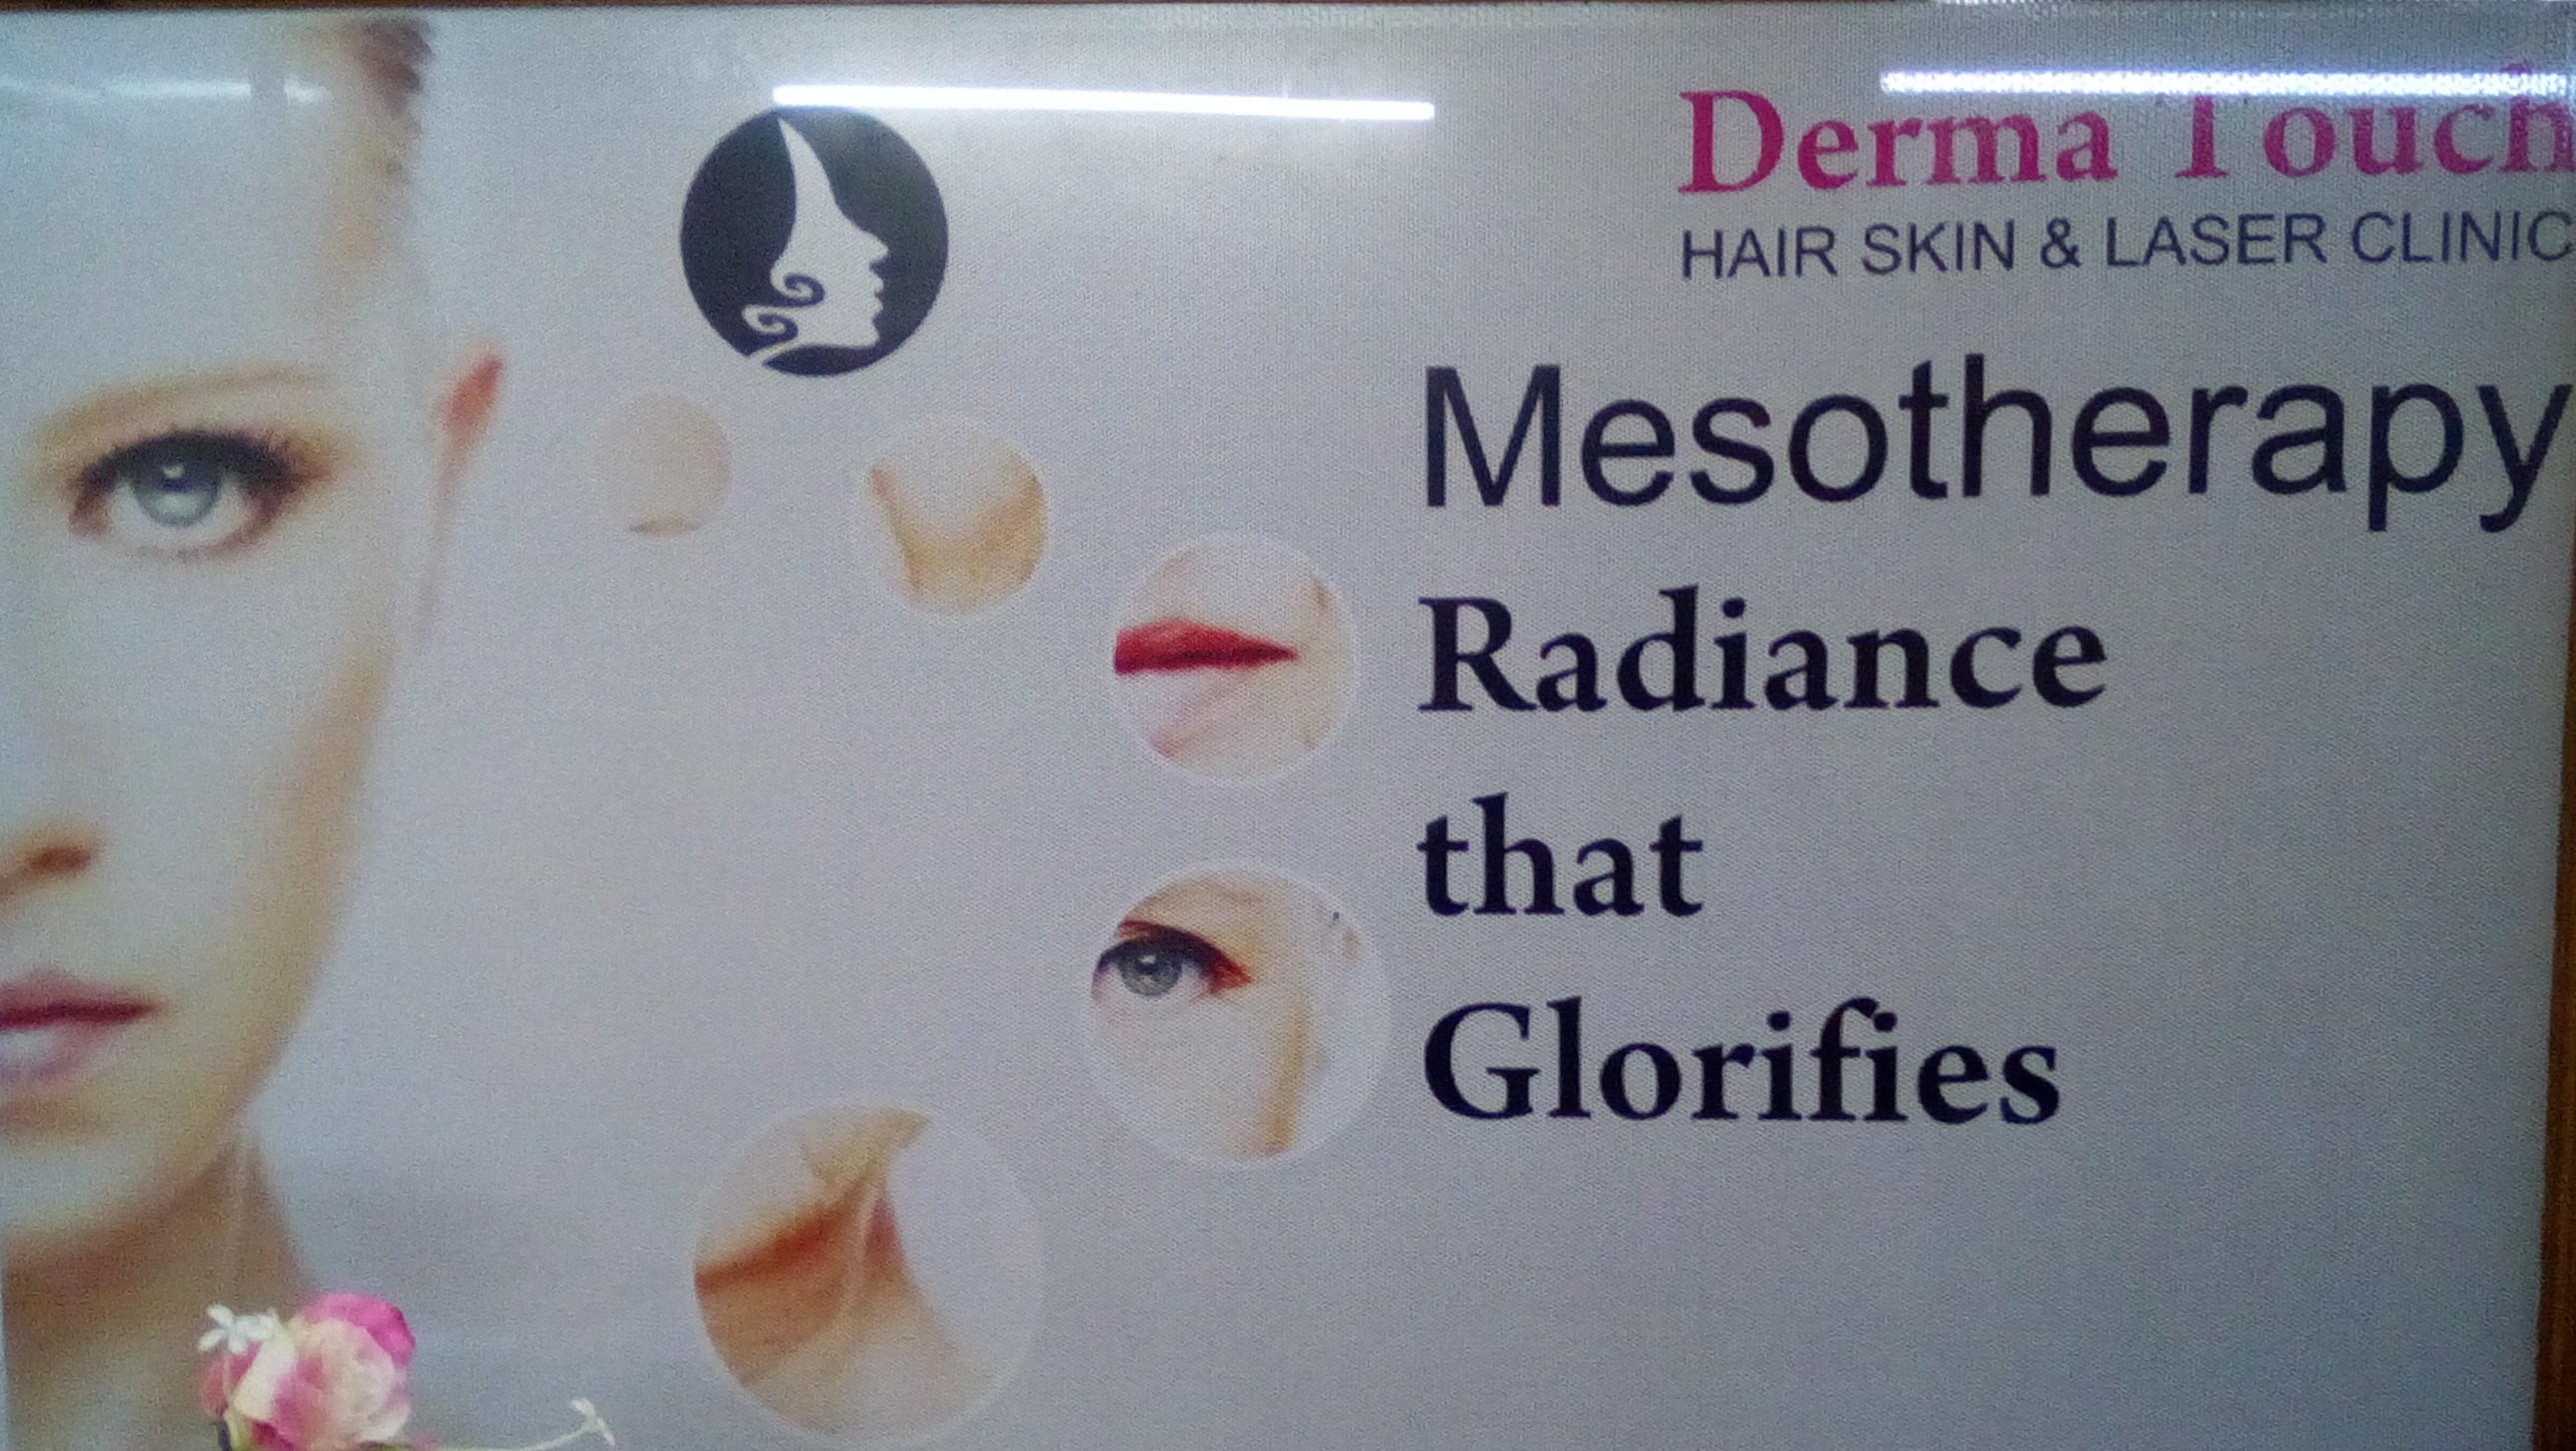 Derma Touch
HAIR SKIN & LASER CLINIC
Mesotherapy
Radiance
that
Glorifies